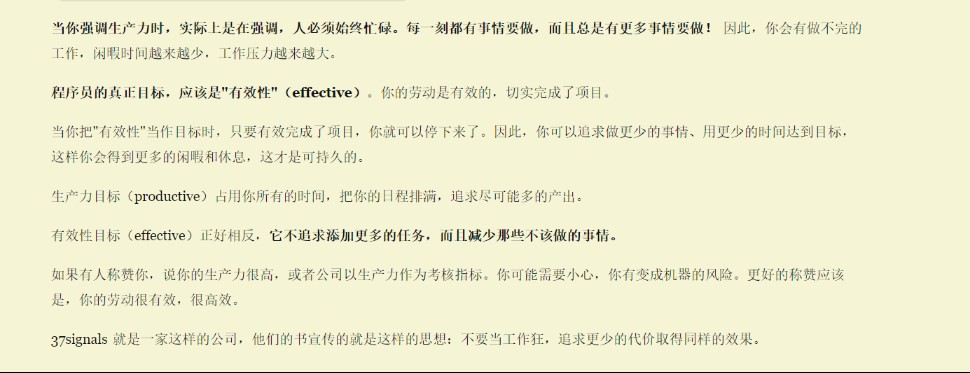 当你强调生产力时，实际上是在强调，人必须始终忙碌。每一刻都有事情要做，而且总是有更多事情要做！ 因此，你会有做不完的
工作，闲暇时间越来越少，工作压力越来越大。
程序员的真正目标，应该是"有效性"（effective）。你的劳动是有效的，切实完成了项目。
当你把"有效性"当作目标时，只要有效完成了项目，你就可以停下来了。因此，你可以追求做更少的事情、用更少的时间达到目标，
这样你会得到更多的闲暇和休息，这才是可持久的。
生产力目标（productive）占用你所有的时间，把你的日程排满，追求尽可能多的产出。
有效性目标（effective）正好相反，它不追求添加更多的任务，而且减少那些不该做的事情。
如果有人称赞你，说你的生产力很高，或者公司以生产力作为考核指标。你可能需要小心，你有变成机器的风险。更好的称赞应该
是，你的劳动很有效，很高效。
37signals 就是一家这样的公司，他们的书宣传的就是这样的思想：不要当工作狂，追求更少的代价取得同样的效果。